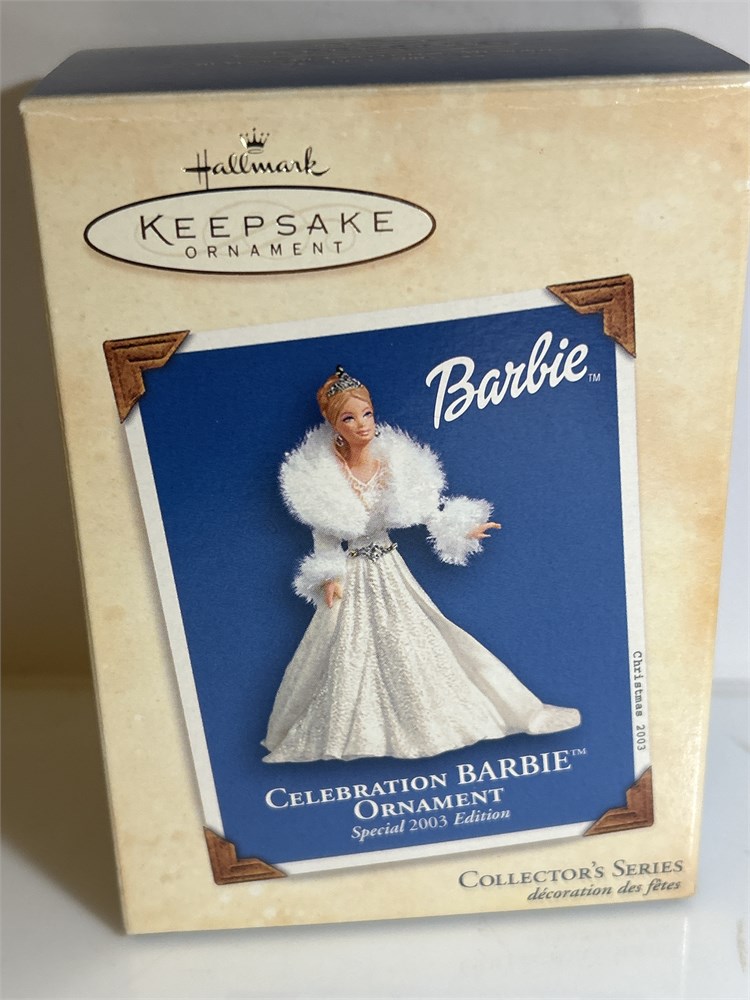 Hallmark
KEEPSAKE
ORNAMENT
Barbie™
Christmas 2003
CELEBRATION BARBIE™
ORNAMENT
Special 2003 Edition
COLLECTOR'S SERIES
décoration des fêtes